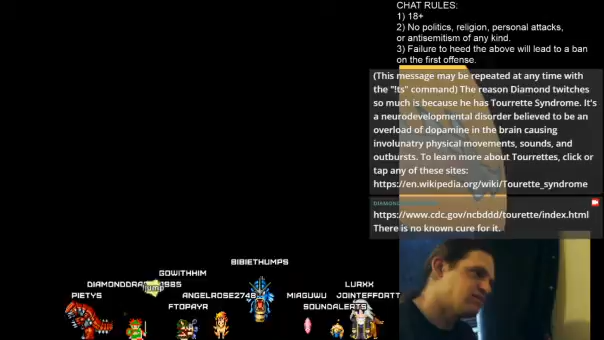 CHAT RULES:
1) 18+
2) No politics, religion, personal attacks,
or antisemitism of any kind.
3) Failure to heed the above will lead to a ban
on the first offense.
(This message may be repeated at any time with
the "!ts" command) The reason Diamond twitches
so much is because he has Tourrette Syndrome. It's
a neurodevelopmental disorder believed to be an
overload of dopamine in the brain causing
involunatry physical movements, sounds, and
outbursts. To learn more about Tourrettes, click or
tap any of these sites:
https://en.wikipedia.org/wiki/Tourette_syndrome
https://www.cdc.gov/ncbddd/tourette/index.html
There is no known cure for it.
BIBIETHUMPS
GOWITHHIM
LURXX
PIETYS
ANGELROSE2748
MIAGUWU
JOINTEFFORTT
FTOPAYR
SOUNDALERTS